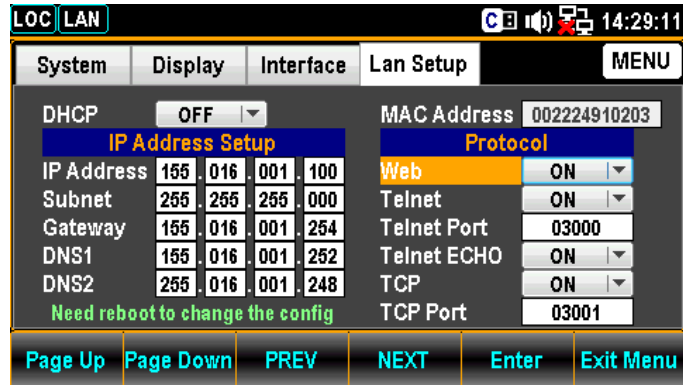 LOC LAN C 14:29:11
System Display Interface Lan Setup MENU
DHCP OFF MAC Address 002224910203
IP Address Setup Protocol
IP Address 155 . 016 . 001 . 100 Web ON
Subnet 255 . 255 . 255 . 000 Telnet ON
Gateway 155 . 016 . 001 . 254 Telnet Port 03000
DNS1 155 . 016 . 001 . 252 Telnet ECHO ON
DNS2 255 . 016 . 001 . 248 TCP ON
Need reboot to change the config TCP Port 03001
Page Up Page Down PREV NEXT Enter Exit Menu